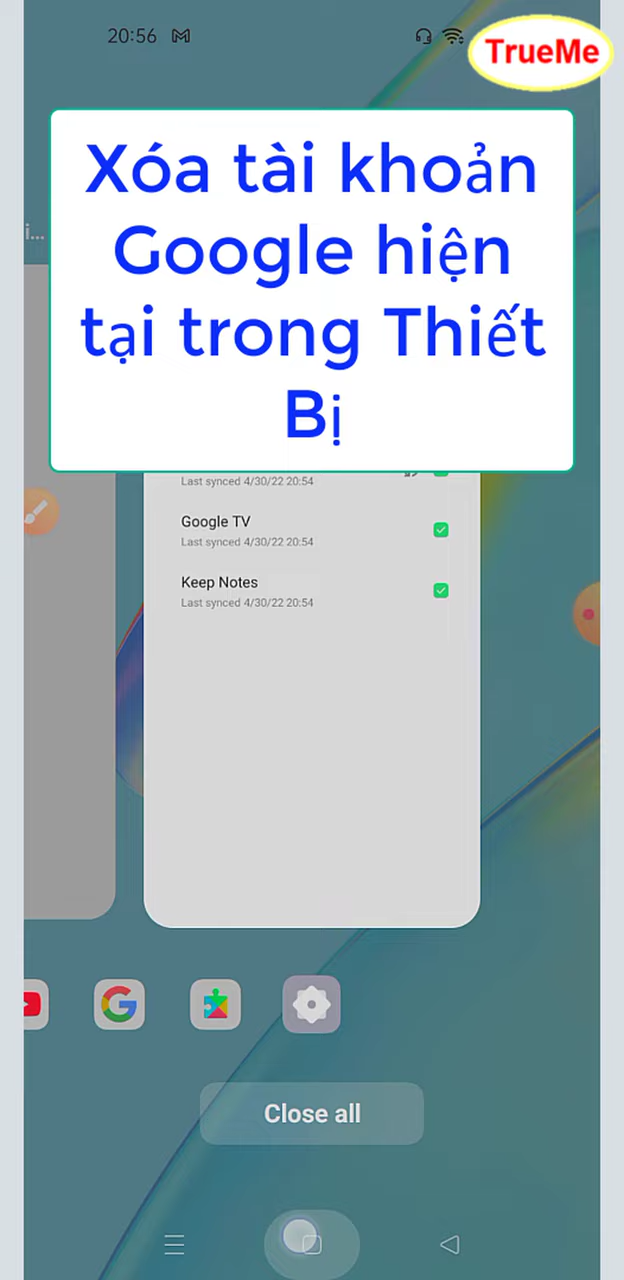 20:56
TrueMe
Xóa tài khoản
Google hiện
tại trong Thiết
Bị
i...
Last synced 4/30/22 20:54
Google TV
Last synced 4/30/22 20:54
Keep Notes
Last synced 4/30/22 20:54
Close all